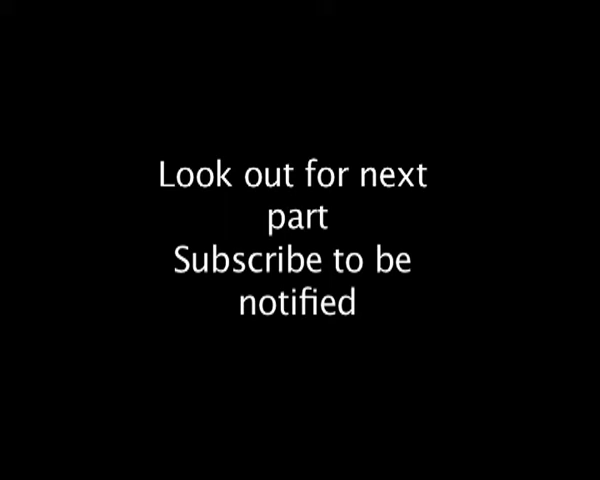 Look out for next
part
Subscribe to be
notified